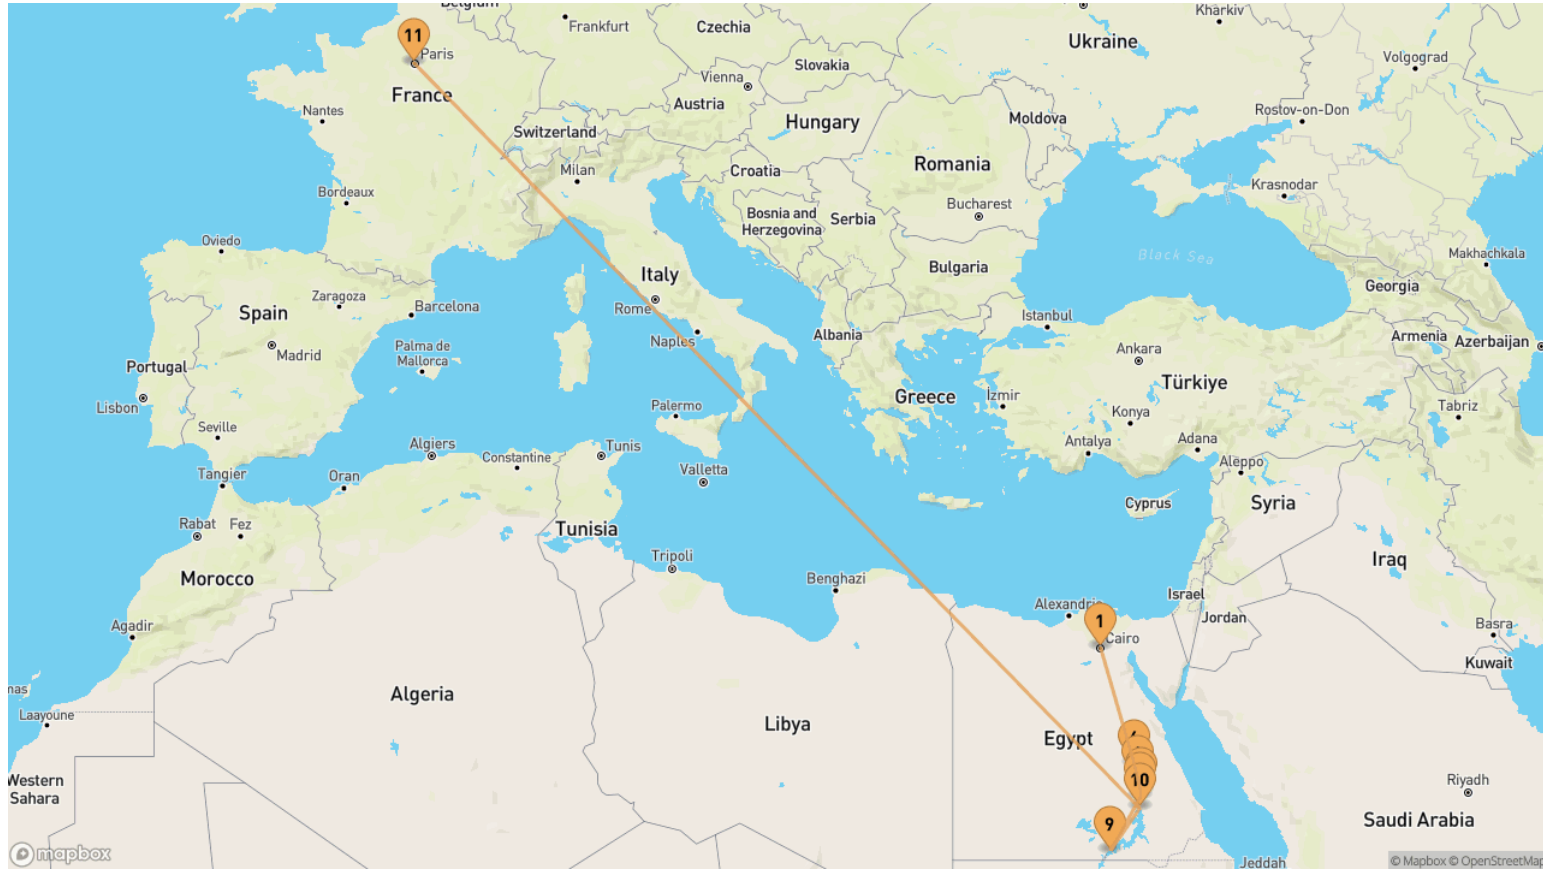 Belgium
Frankfurt
Czechia
Kharkiv
Ukraine
11
Paris
France
Slovakia
Vienna
Austria
Volgograd
Nantes
Switzerland
Hungary
Moldova
Rostov-on-Don
Milan
Croatia
Romania
Krasnodar
Bordeaux
Bosnia and
Herzegovina
Serbia
Bucharest
Oviedo
Black Sea
Makhachkala
Italy
Bulgaria
Georgia
Zaragoza
Barcelona
Spain
Rome
Istanbul
Naples
Albania
Armenia
Azerbaijan
Palma de
Mallorca
Madrid
Ankara
Portugal
Türkiye
Lisbon
Palermo
Greece
İzmir
Konya
Tabriz
Seville
Algiers
Constantine
Tunis
Antalya
Adana
Aleppo
Tangier
Oran
Valletta
Cyprus
Syria
Rabat
Fez
Tunisia
Tripoli
Iraq
Morocco
Benghazi
Israel
Alexandria
Jordan
Agadir
1
Cairo
Basra
Kuwait
mas
Algeria
Laayoune
Libya
Egypt
Western
Sahara
10
Riyadh
9
Saudi Arabia
mapbox
Jeddah
© Mapbox © OpenStreetMap